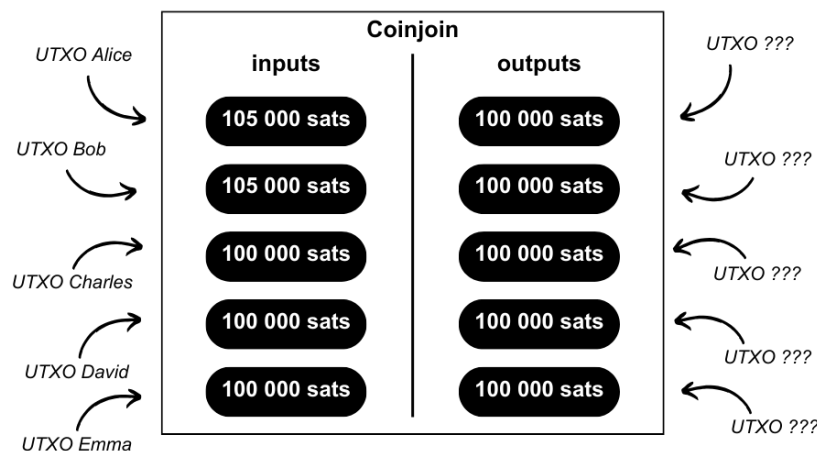 Coinjoin
inputs
outputs
UTXO Alice
105 000 sats
100 000 sats
UTXO ???
UTXO Bob
105 000 sats
100 000 sats
UTXO ???
UTXO Charles
100 000 sats
100 000 sats
UTXO ???
UTXO David
100 000 sats
100 000 sats
UTXO ???
UTXO Emma
100 000 sats
100 000 sats
UTXO ???